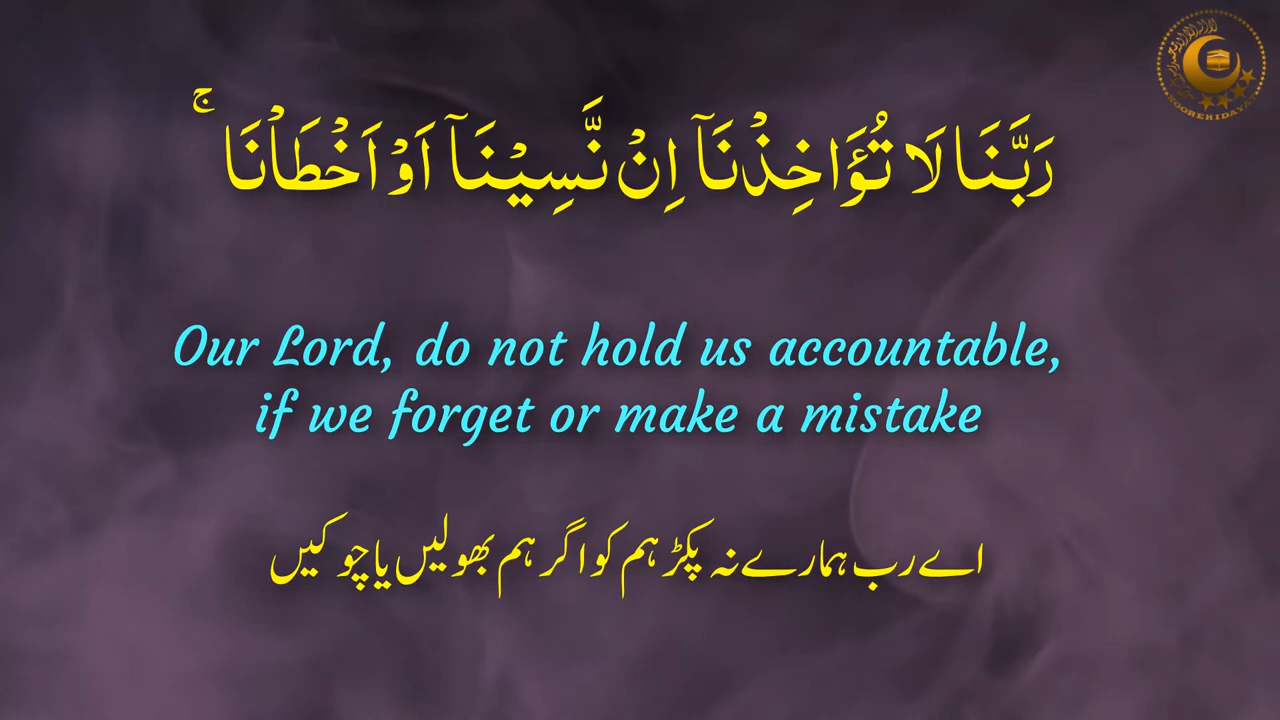 رَبَّنَا لَا تُؤَاخِذْنَآ اِنْ نَّسِيْنَآ اَوْ اَخْطَاْنَا ۚ
Our Lord, do not hold us accountable,
if we forget or make a mistake
اے رب ہمارے نہ پکڑ ہم کو اگر ہم بھولیں یا چوکیں
NOOREHIDAYAT